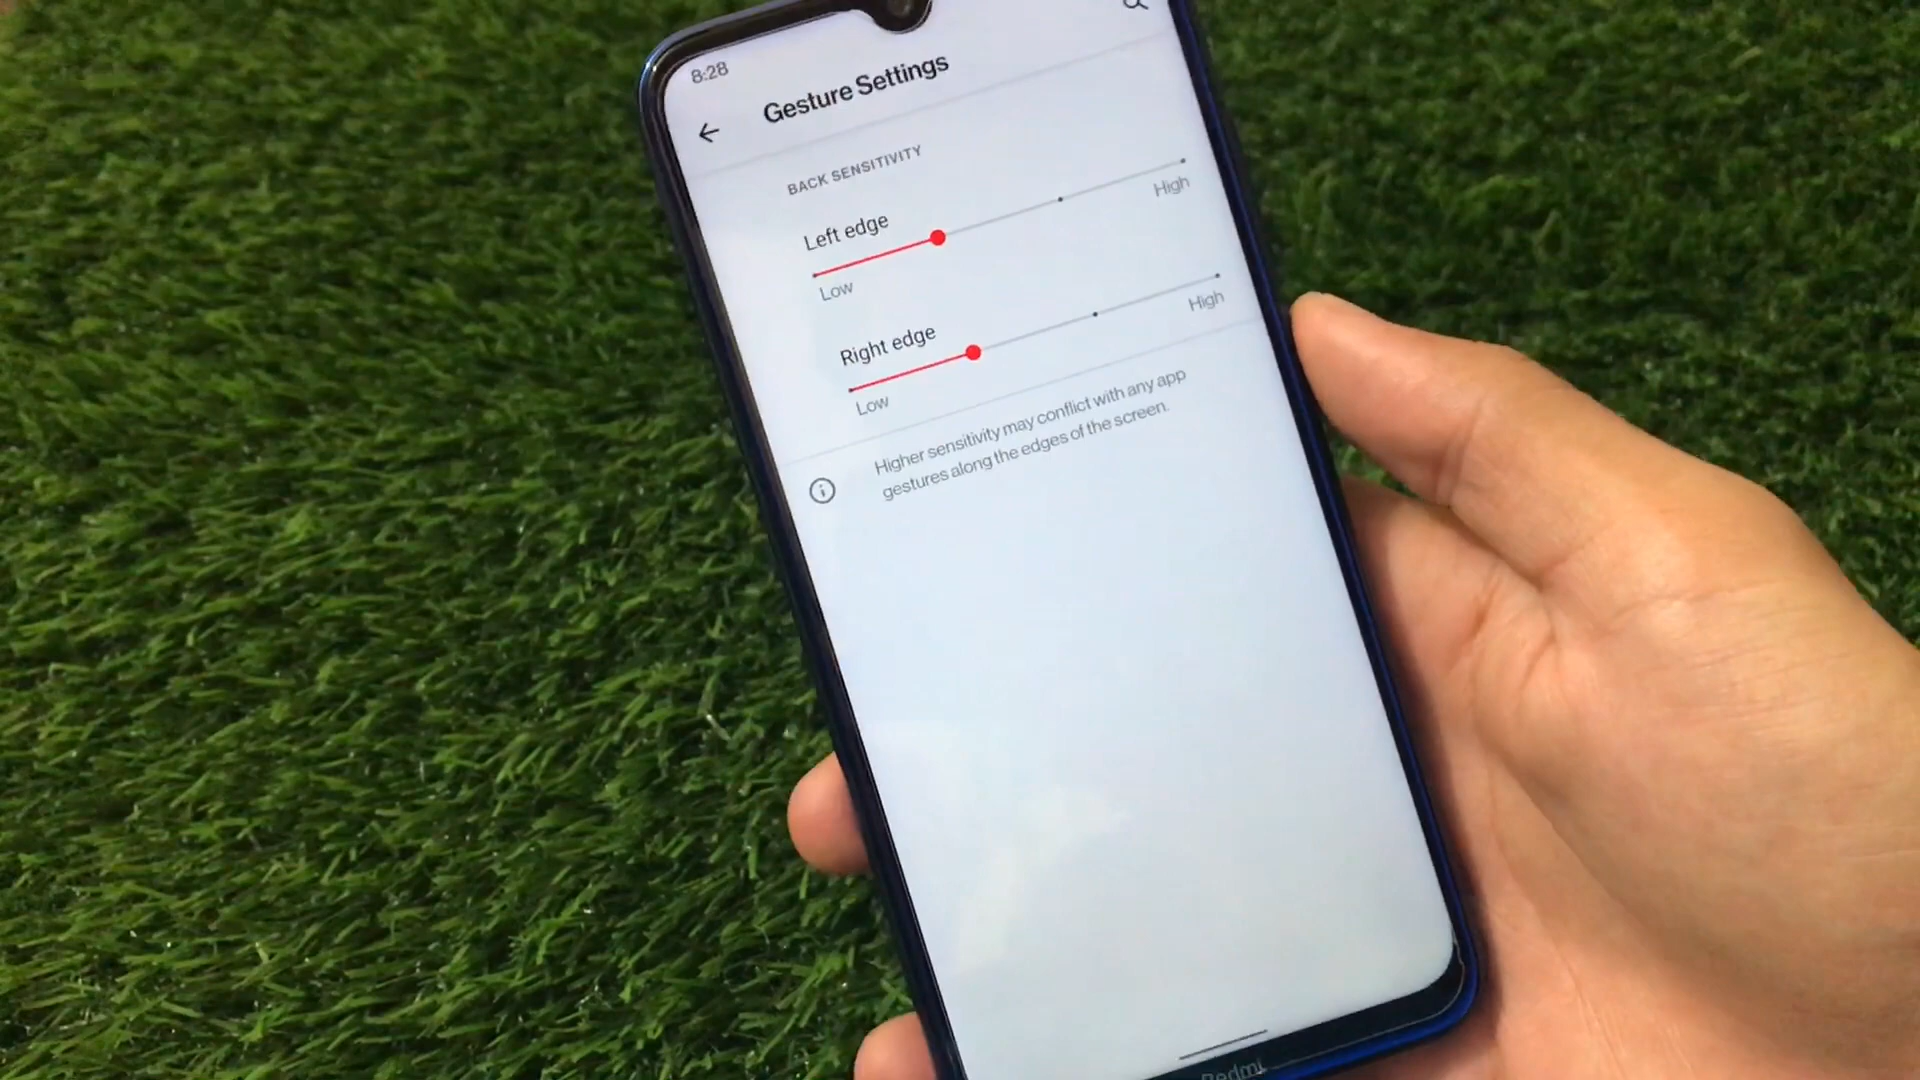 8:28
Gesture Settings
BACK SENSITIVITY
Left edge
Low
High
Right edge
Low
High
Higher sensitivity may conflict with any app
gestures along the edges of the screen.
Redmi